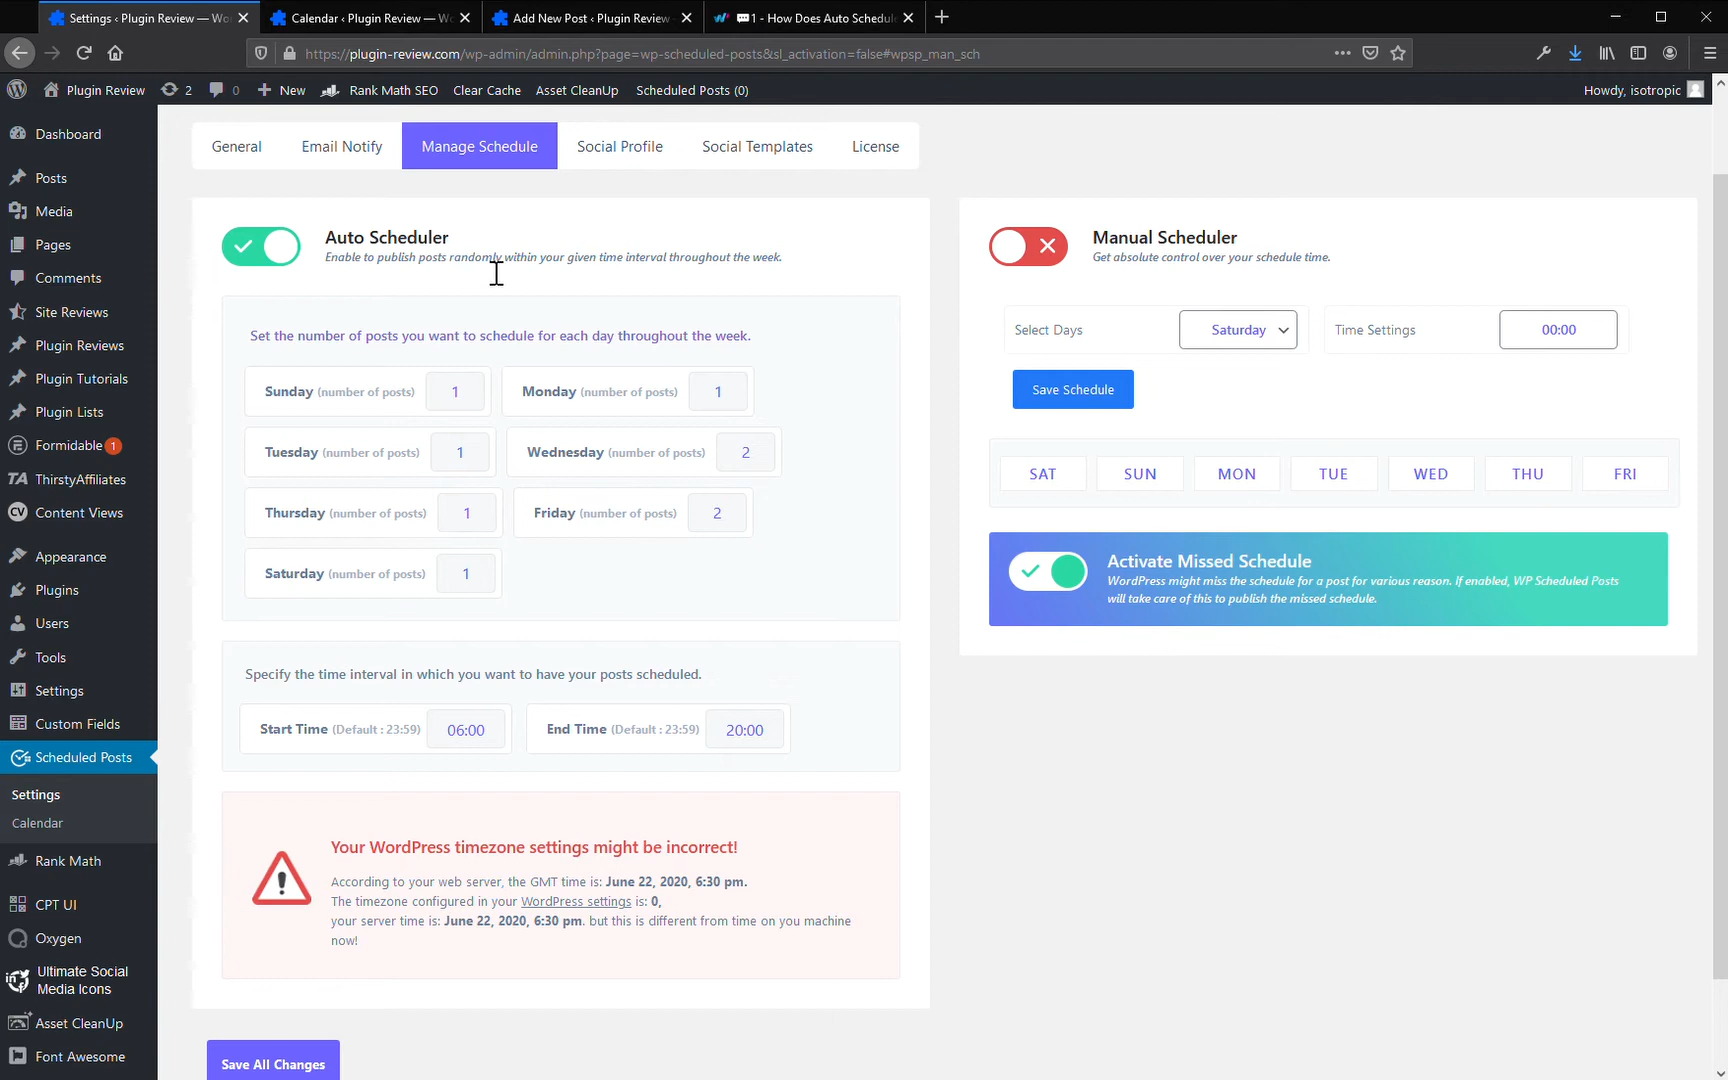 Settings ‹ Plugin Review — Wo
Calendar ‹ Plugin Review — W
Add New Post ‹ Plugin Review
1 - How Does Auto Schedul
https://plugin-review.com/wp-admin/admin.php?page=wp-scheduled-posts&sl_activation=false#wpsp_man_sch
Plugin Review
2
0
New
Rank Math SEO
Clear Cache
Asset CleanUp
Scheduled Posts (0)
Howdy, isotropic
Dashboard
Posts
Media
Pages
Comments
Site Reviews
Plugin Reviews
Plugin Tutorials
Plugin Lists
Formidable 1
ThirstyAffiliates
Content Views
Appearance
Plugins
Users
Tools
Settings
Custom Fields
Scheduled Posts
Settings
Calendar
Rank Math
CPT UI
Oxygen
Ultimate Social
Media Icons
Asset CleanUp
Font Awesome
General
Email Notify
Manage Schedule
Social Profile
Social Templates
License
Auto Scheduler
Enable to publish posts randomly within your given time interval throughout the week.
Set the number of posts you want to schedule for each day throughout the week.
Sunday (number of posts) 1
Monday (number of posts) 1
Tuesday (number of posts) 1
Wednesday (number of posts) 2
Thursday (number of posts) 1
Friday (number of posts) 2
Saturday (number of posts) 1
Specify the time interval in which you want to have your posts scheduled.
Start Time (Default : 23:59) 06:00
End Time (Default : 23:59) 20:00
Your WordPress timezone settings might be incorrect!
According to your web server, the GMT time is: June 22, 2020, 6:30 pm.
The timezone configured in your WordPress settings is: 0,
your server time is: June 22, 2020, 6:30 pm. but this is different from time on you machine
now!
Save All Changes
Manual Scheduler
Get absolute control over your schedule time.
Select Days Saturday
Time Settings 00:00
Save Schedule
SAT SUN MON TUE WED THU FRI
Activate Missed Schedule
WordPress might miss the schedule for a post for various reason. If enabled, WP Scheduled Posts
will take care of this to publish the missed schedule.